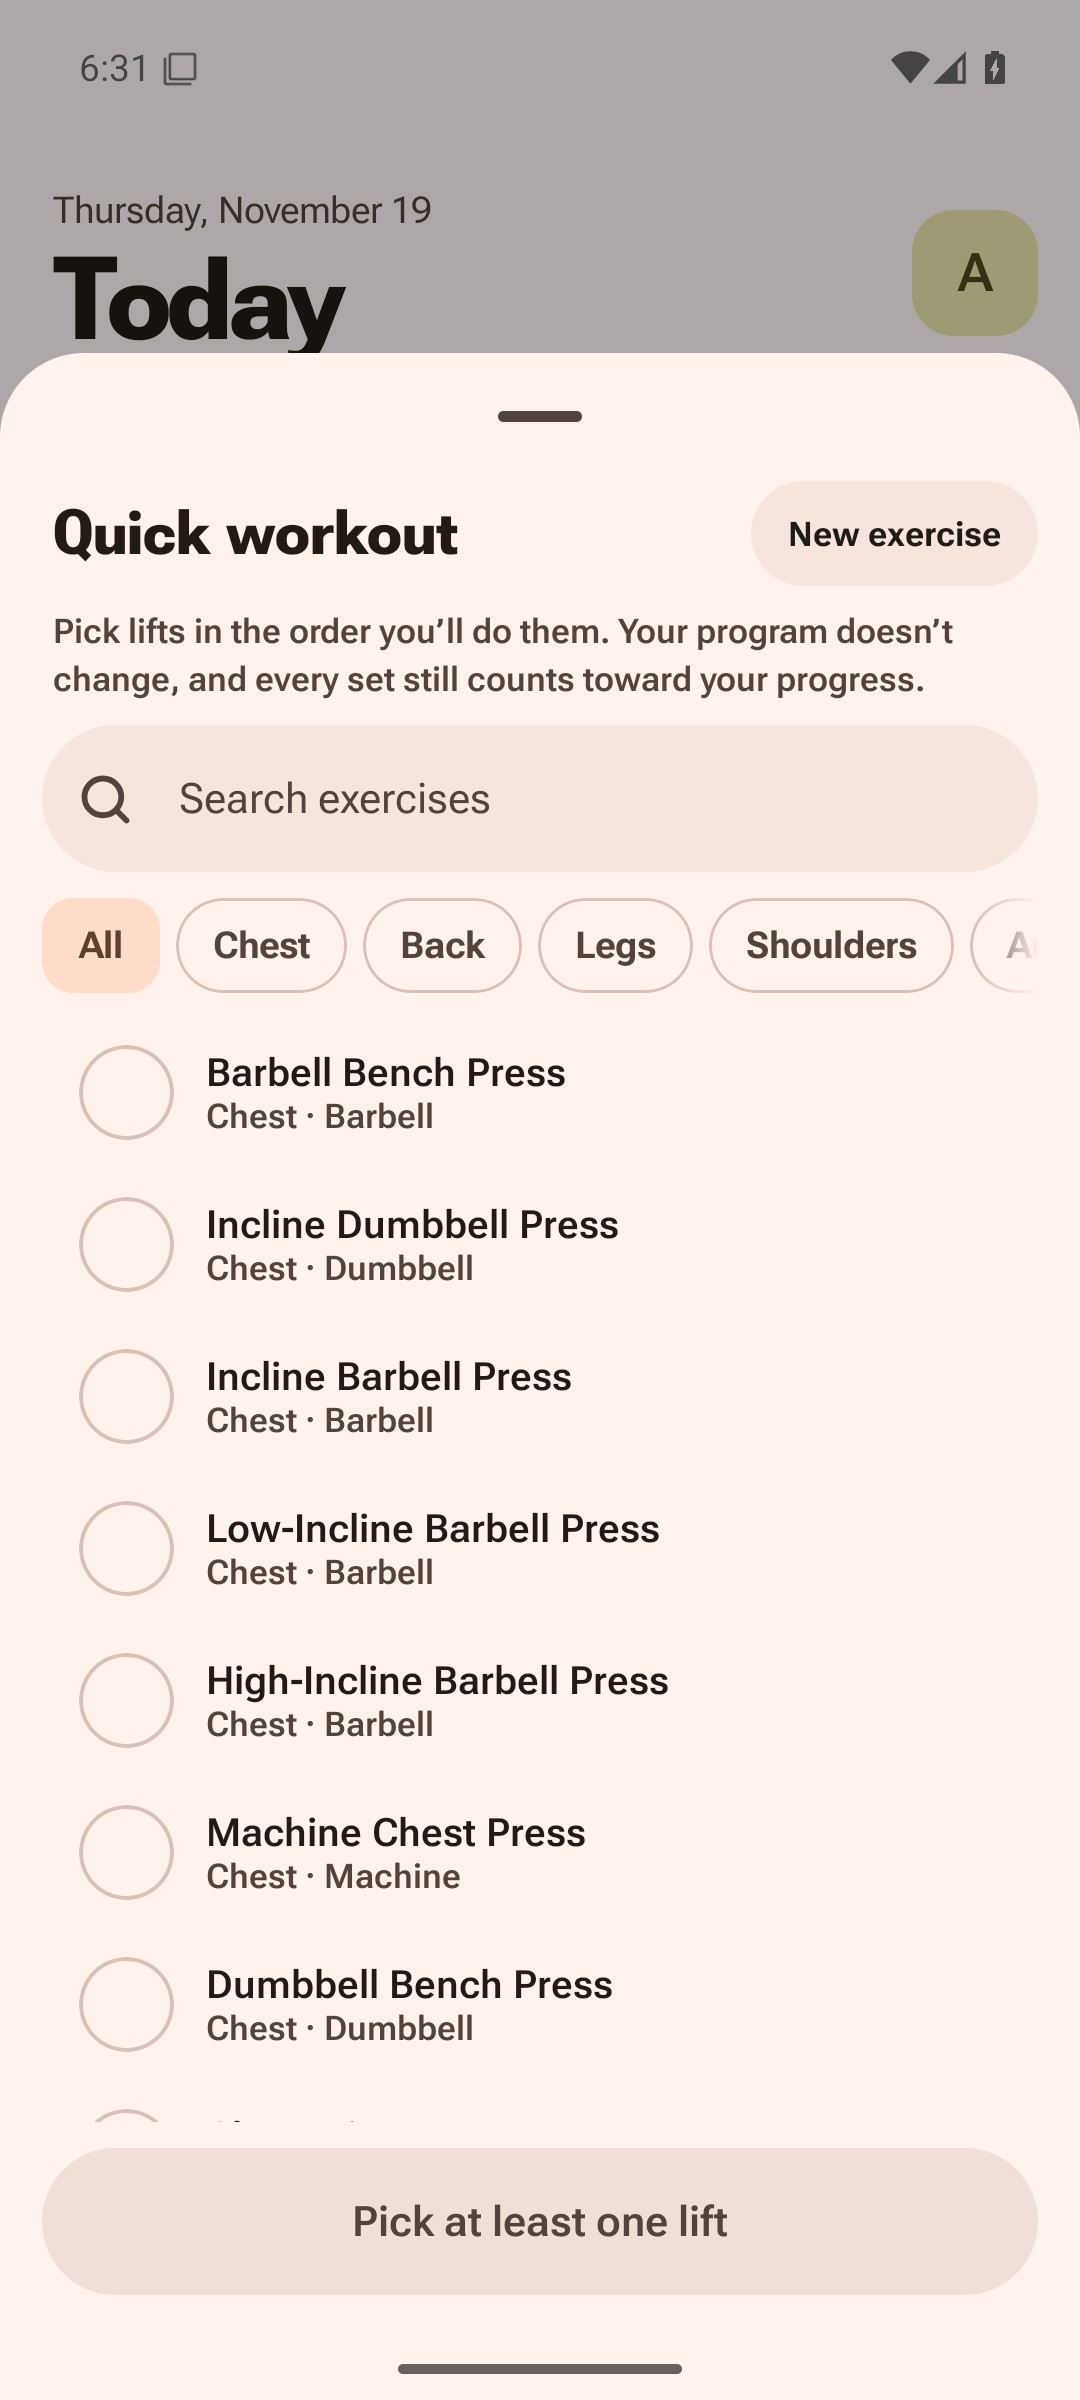 6:31
Thursday, November 19
Today
A
Quick workout
New exercise
Pick lifts in the order you’ll do them. Your program doesn’t
change, and every set still counts toward your progress.
Search exercises
All
Chest
Back
Legs
Shoulders
Barbell Bench Press
Chest · Barbell
Incline Dumbbell Press
Chest · Dumbbell
Incline Barbell Press
Chest · Barbell
Low-Incline Barbell Press
Chest · Barbell
High-Incline Barbell Press
Chest · Barbell
Machine Chest Press
Chest · Machine
Dumbbell Bench Press
Chest · Dumbbell
Pick at least one lift